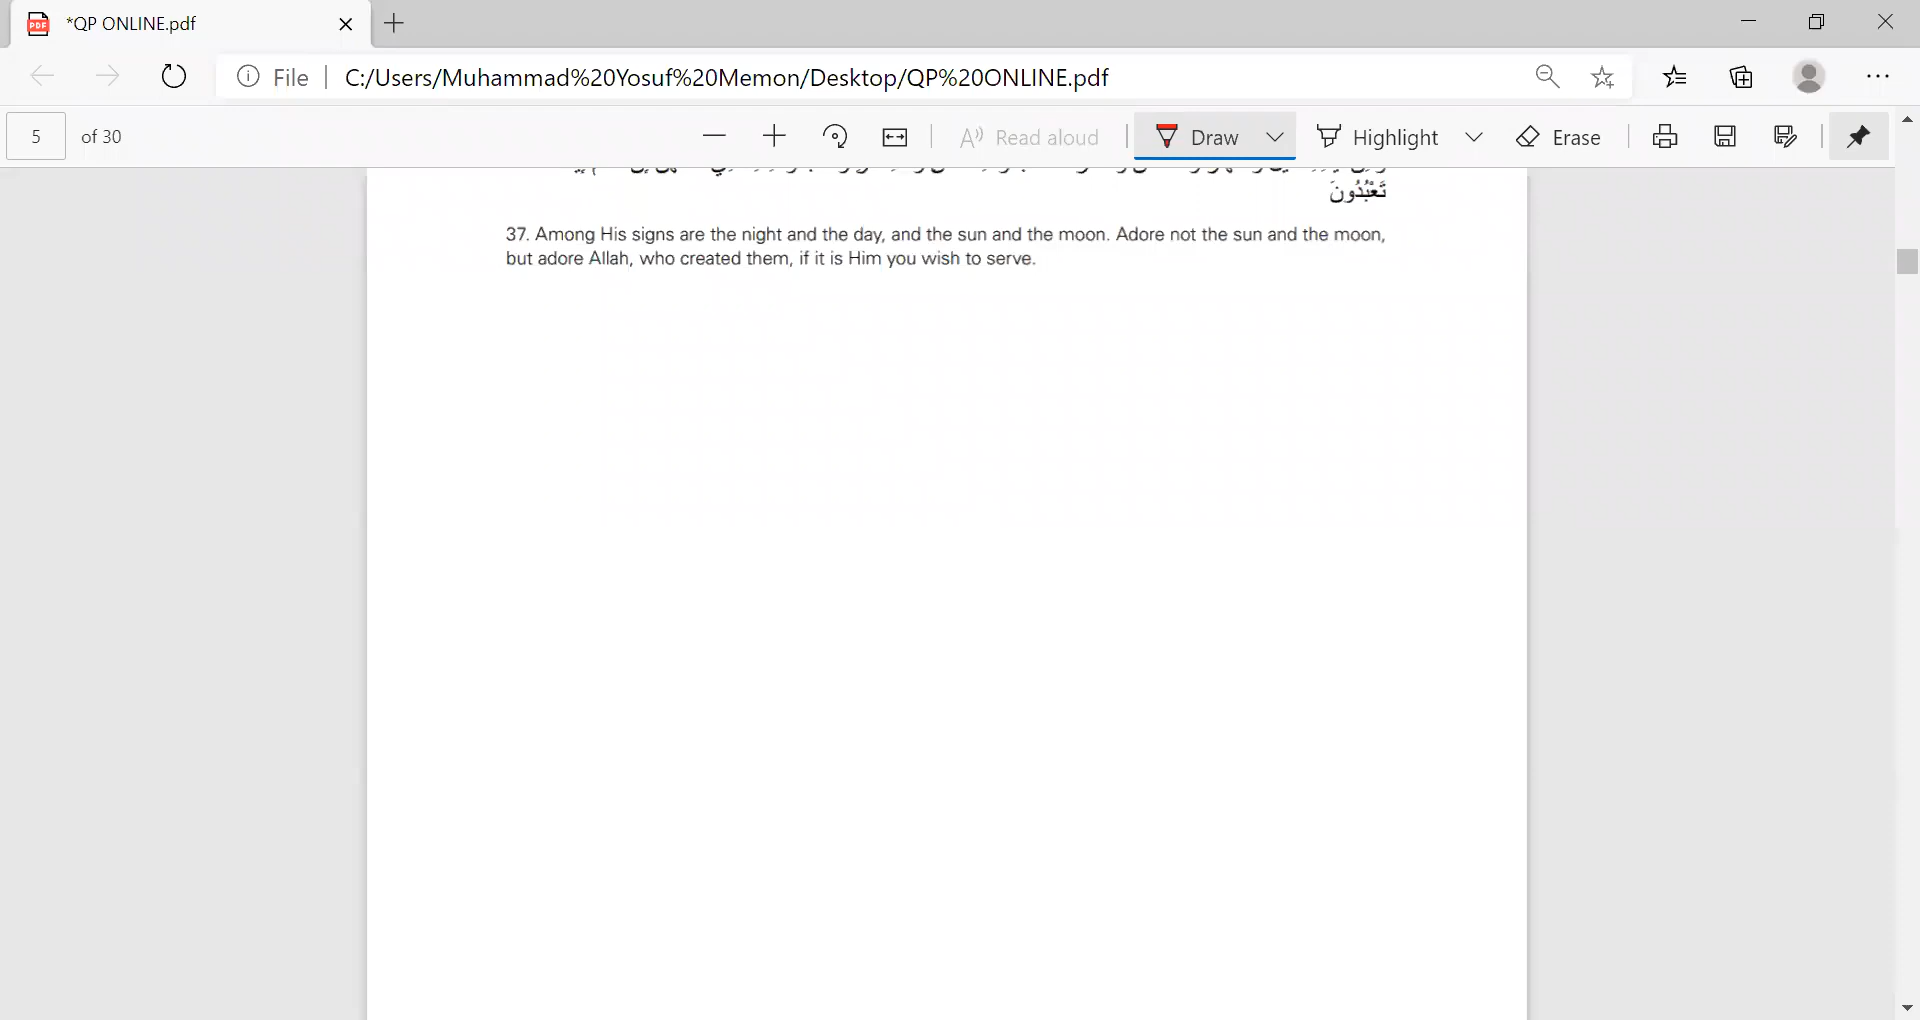 *QP ONLINE.pdf
File | C:/Users/Muhammad%20Yosuf%20Memon/Desktop/QP%20ONLINE.pdf
5 of 30 Read aloud Draw Highlight Erase
تَعْبُدُونَ
37. Among His signs are the night and the day, and the sun and the moon. Adore not the sun and the moon,
but adore Allah, who created them, if it is Him you wish to serve.